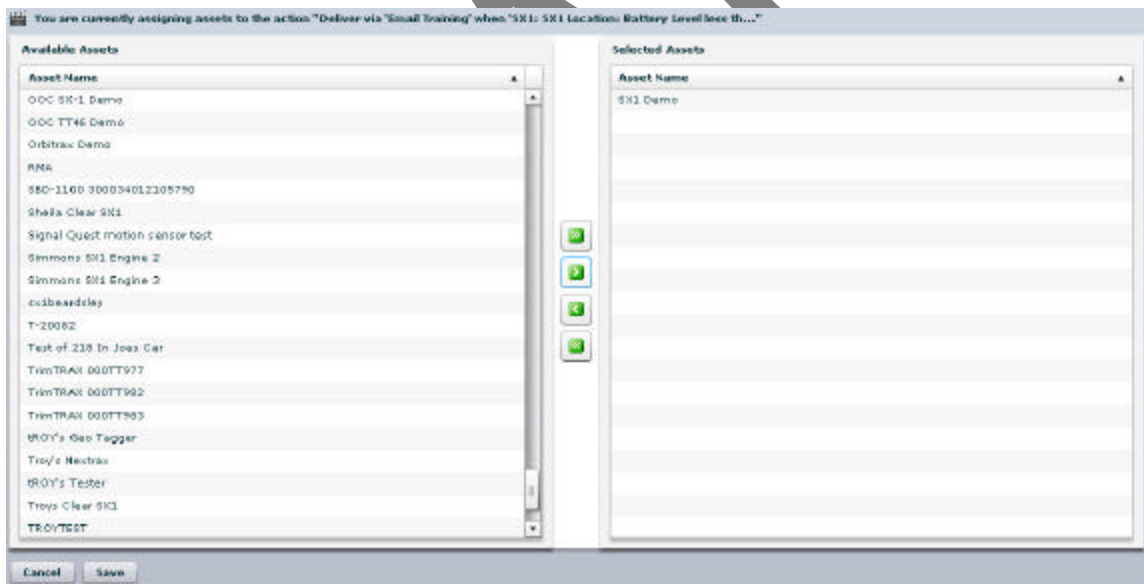 You are currently assigning assets to the action "Deliver via 'Email Training' when 'SX1: SX1 Location: Battery Level less th..."
Available Assets
Asset Name
OOC SX-1 Demo
OOC TT46 Demo
Orbitrax Demo
RMA
SBD-1100 300034012105790
Sheila Clear SX1
Signal Quest motion sensor test
Simmons SX1 Engine 2
Simmons SX1 Engine 3
T-20082
Test of 218 In Joes Car
TrimTRAX 000TT977
TrimTRAX 000TT982
TrimTRAX 000TT983
tROY's Geo Tagger
Troy's Nextrax
tROY's Tester
Troys Clear SX1
TROYTEST
Selected Assets
Asset Name
SX1 Demo
Cancel
Save